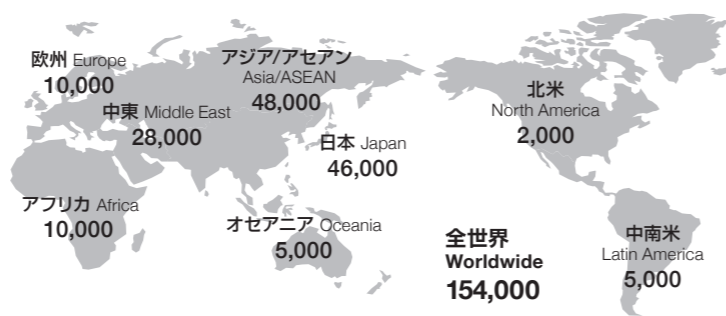 欧州 Europe
10,000
アジア/アセアン
Asia/ASEAN
48,000
中東 Middle East
28,000
日本 Japan
46,000
北米
North America
2,000
アフリカ Africa
10,000
オセアニア Oceania
5,000
全世界
Worldwide
154,000
中南米
Latin America
5,000